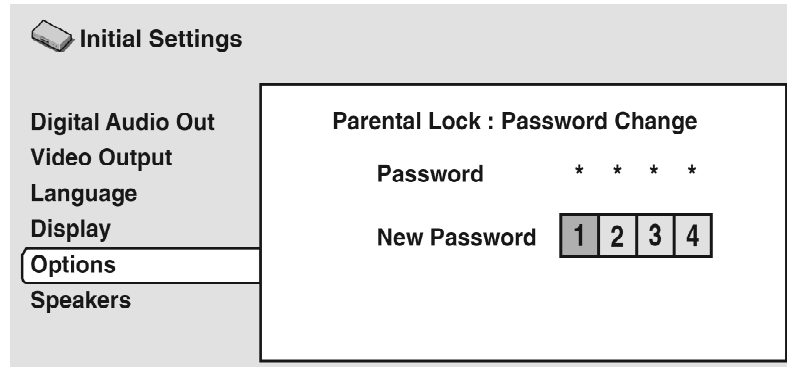 Initial Settings
Digital Audio Out
Video Output
Language
Display
Options
Speakers
Parental Lock : Password Change
Password * * * *
New Password 1 2 3 4